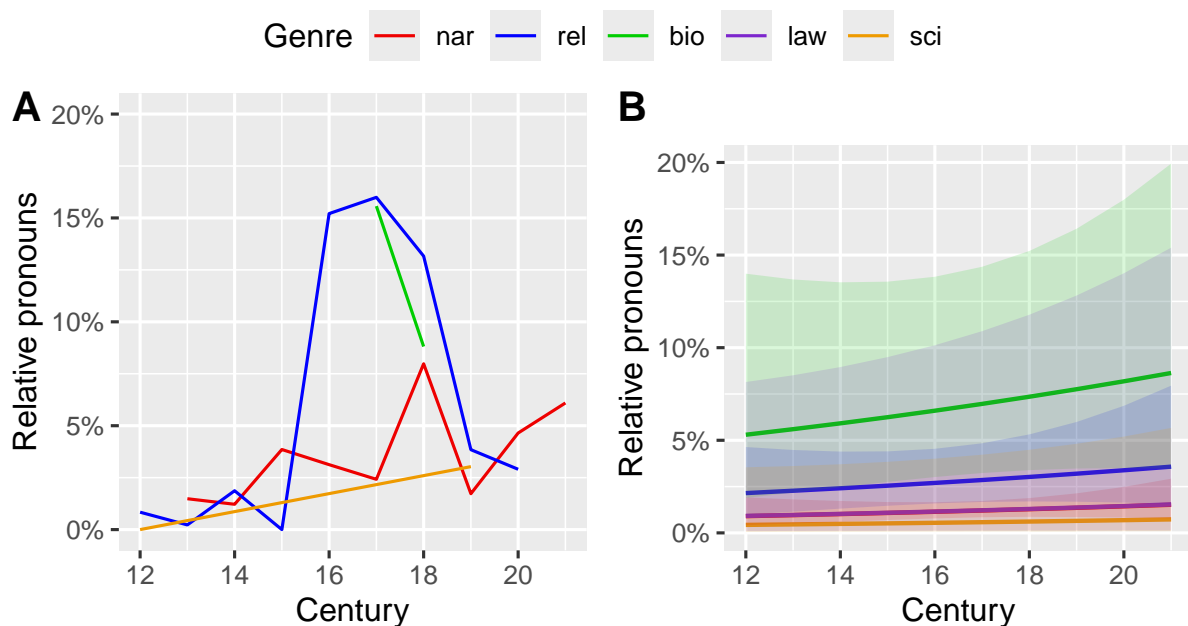 Genre nar rel bio law sci
A
20%
15%
10%
5%
0%
Relative pronouns
12 14 16 18 20
Century
B
20%
15%
10%
5%
0%
Relative pronouns
12 14 16 18 20
Century